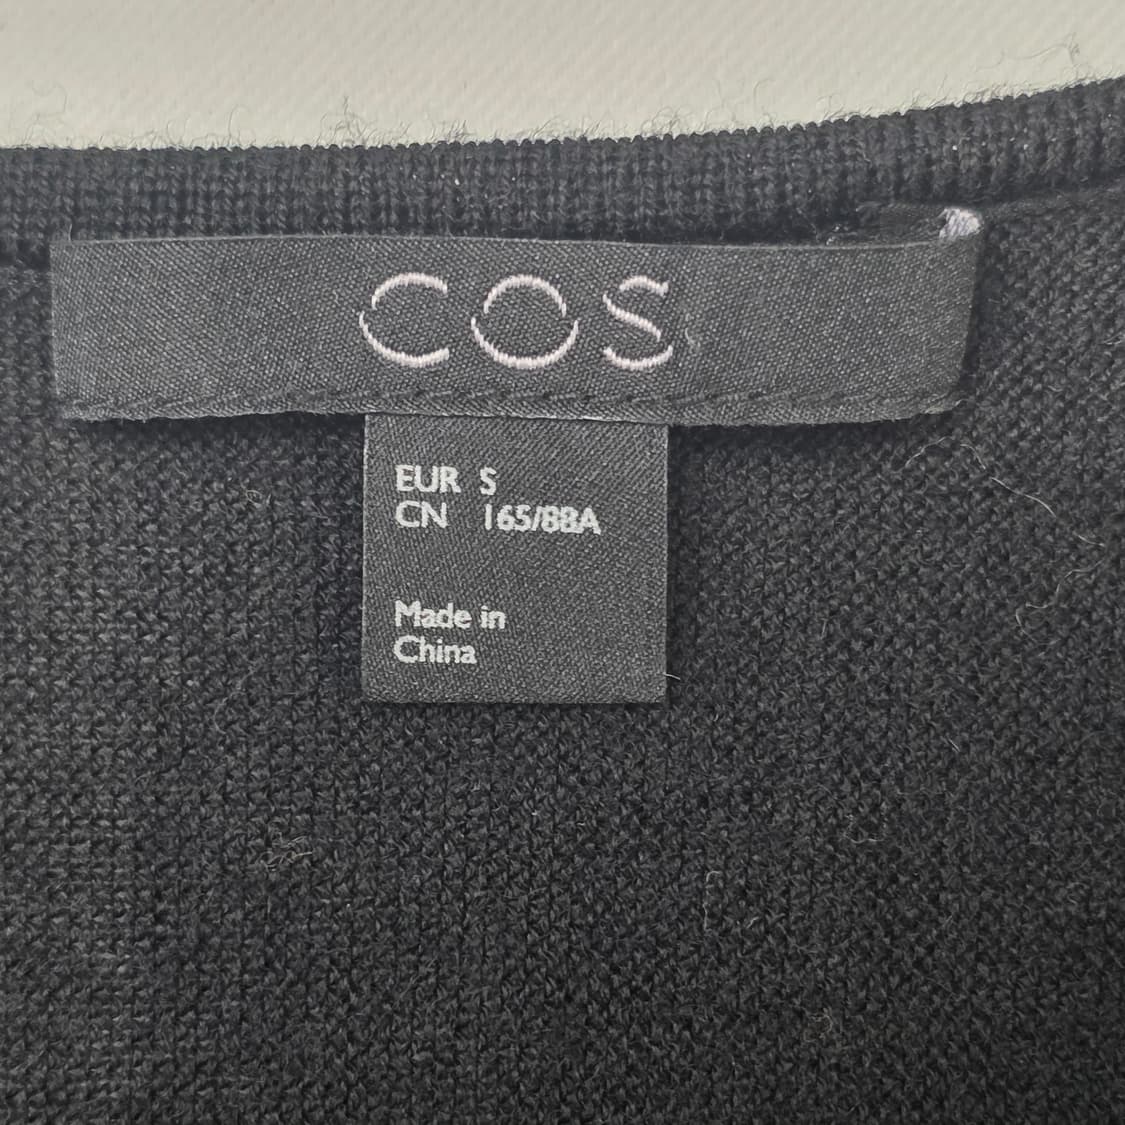 COS
EUR S
CN 165/88A
Made in
China